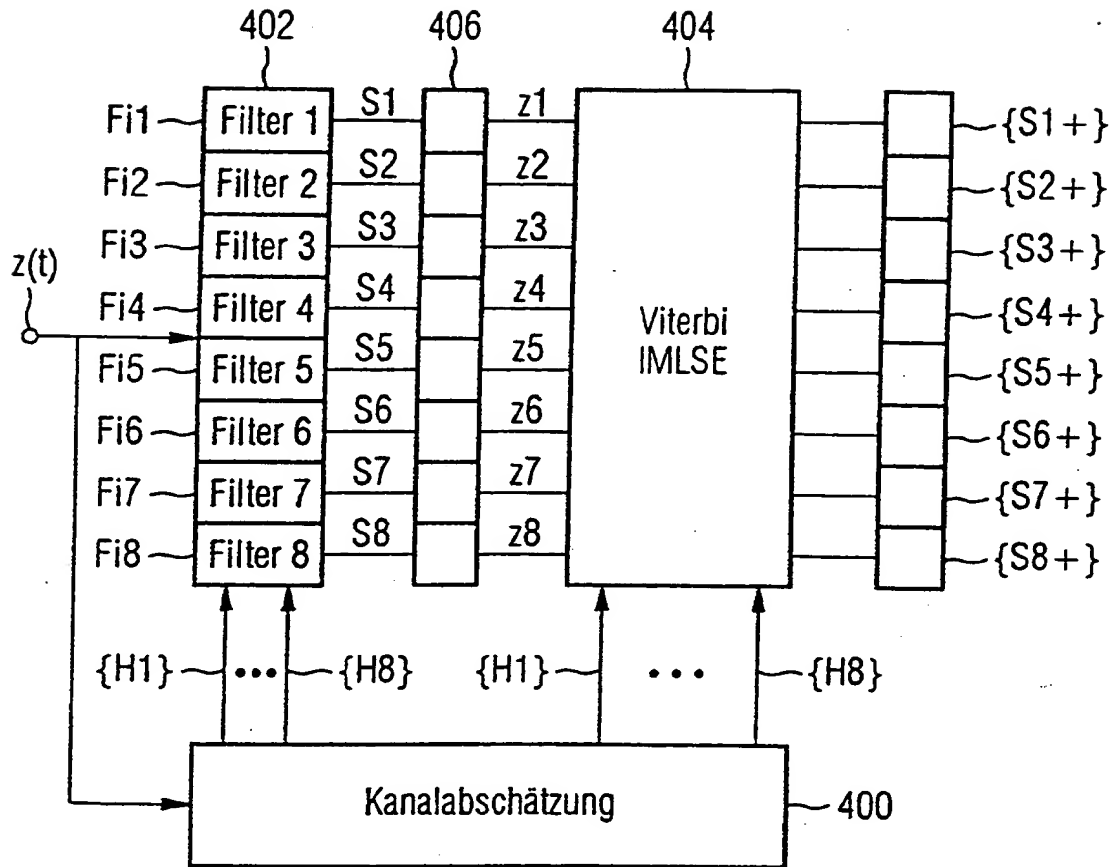 402 406 404
Fi1 Filter 1 S1 z1 {S1+}
Fi2 Filter 2 S2 z2 {S2+}
Fi3 Filter 3 S3 z3 {S3+}
z(t)
Fi4 Filter 4 S4 z4 {S4+}
Viterbi
IMLSE
Fi5 Filter 5 S5 z5 {S5+}
Fi6 Filter 6 S6 z6 {S6+}
Fi7 Filter 7 S7 z7 {S7+}
Fi8 Filter 8 S8 z8 {S8+}
{H1} ••• {H8} {H1} ••• {H8}
Kanalabschätzung 400